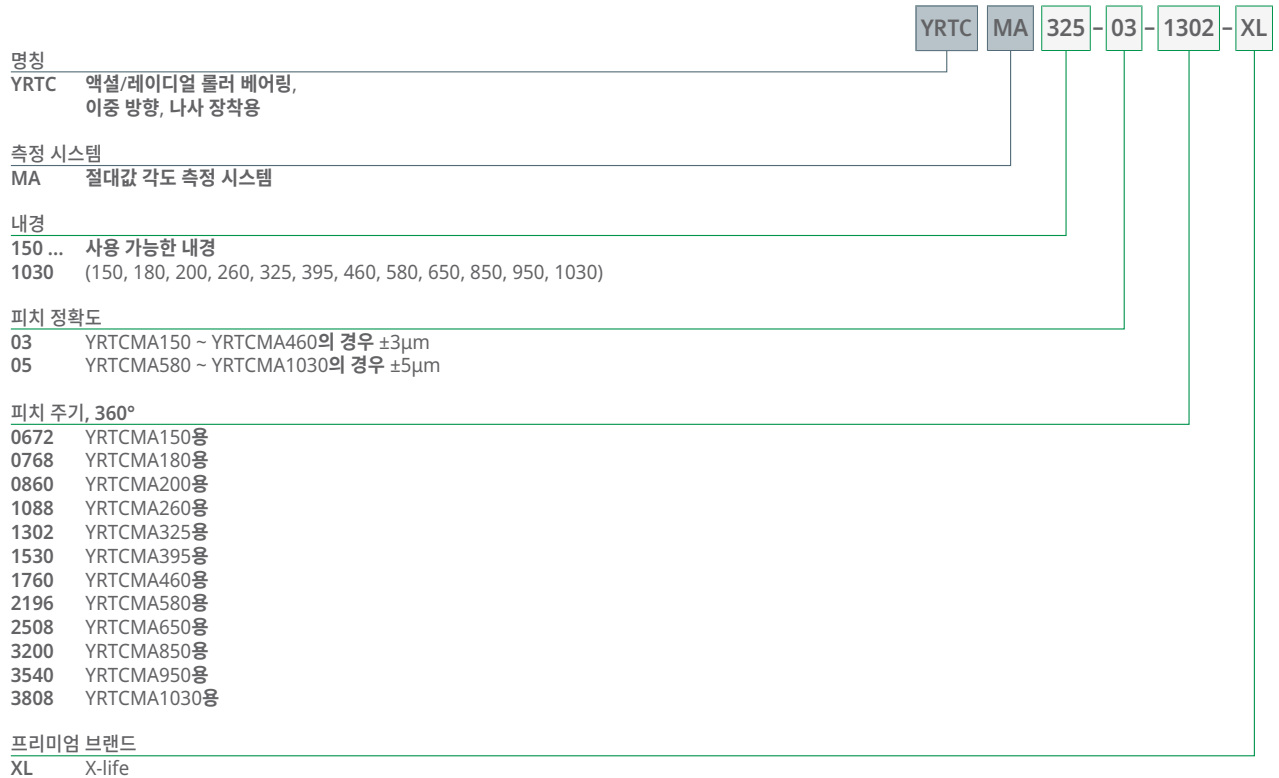 YRTC MA 325 – 03 – 1302 – XL
명칭
YRTC 액셜/레이디얼 롤러 베어링,
이중 방향, 나사 장착용
측정 시스템
MA 절대값 각도 측정 시스템
내경
150 ... 사용 가능한 내경
1030 (150, 180, 200, 260, 325, 395, 460, 580, 650, 850, 950, 1030)
피치 정확도
03 YRTCMA150 ~ YRTCMA460의 경우 ±3μm
05 YRTCMA580 ~ YRTCMA1030의 경우 ±5μm
피치 주기, 360°
0672 YRTCMA150용
0768 YRTCMA180용
0860 YRTCMA200용
1088 YRTCMA260용
1302 YRTCMA325용
1530 YRTCMA395용
1760 YRTCMA460용
2196 YRTCMA580용
2508 YRTCMA650용
3200 YRTCMA850용
3540 YRTCMA950용
3808 YRTCMA1030용
프리미엄 브랜드
XL X-life